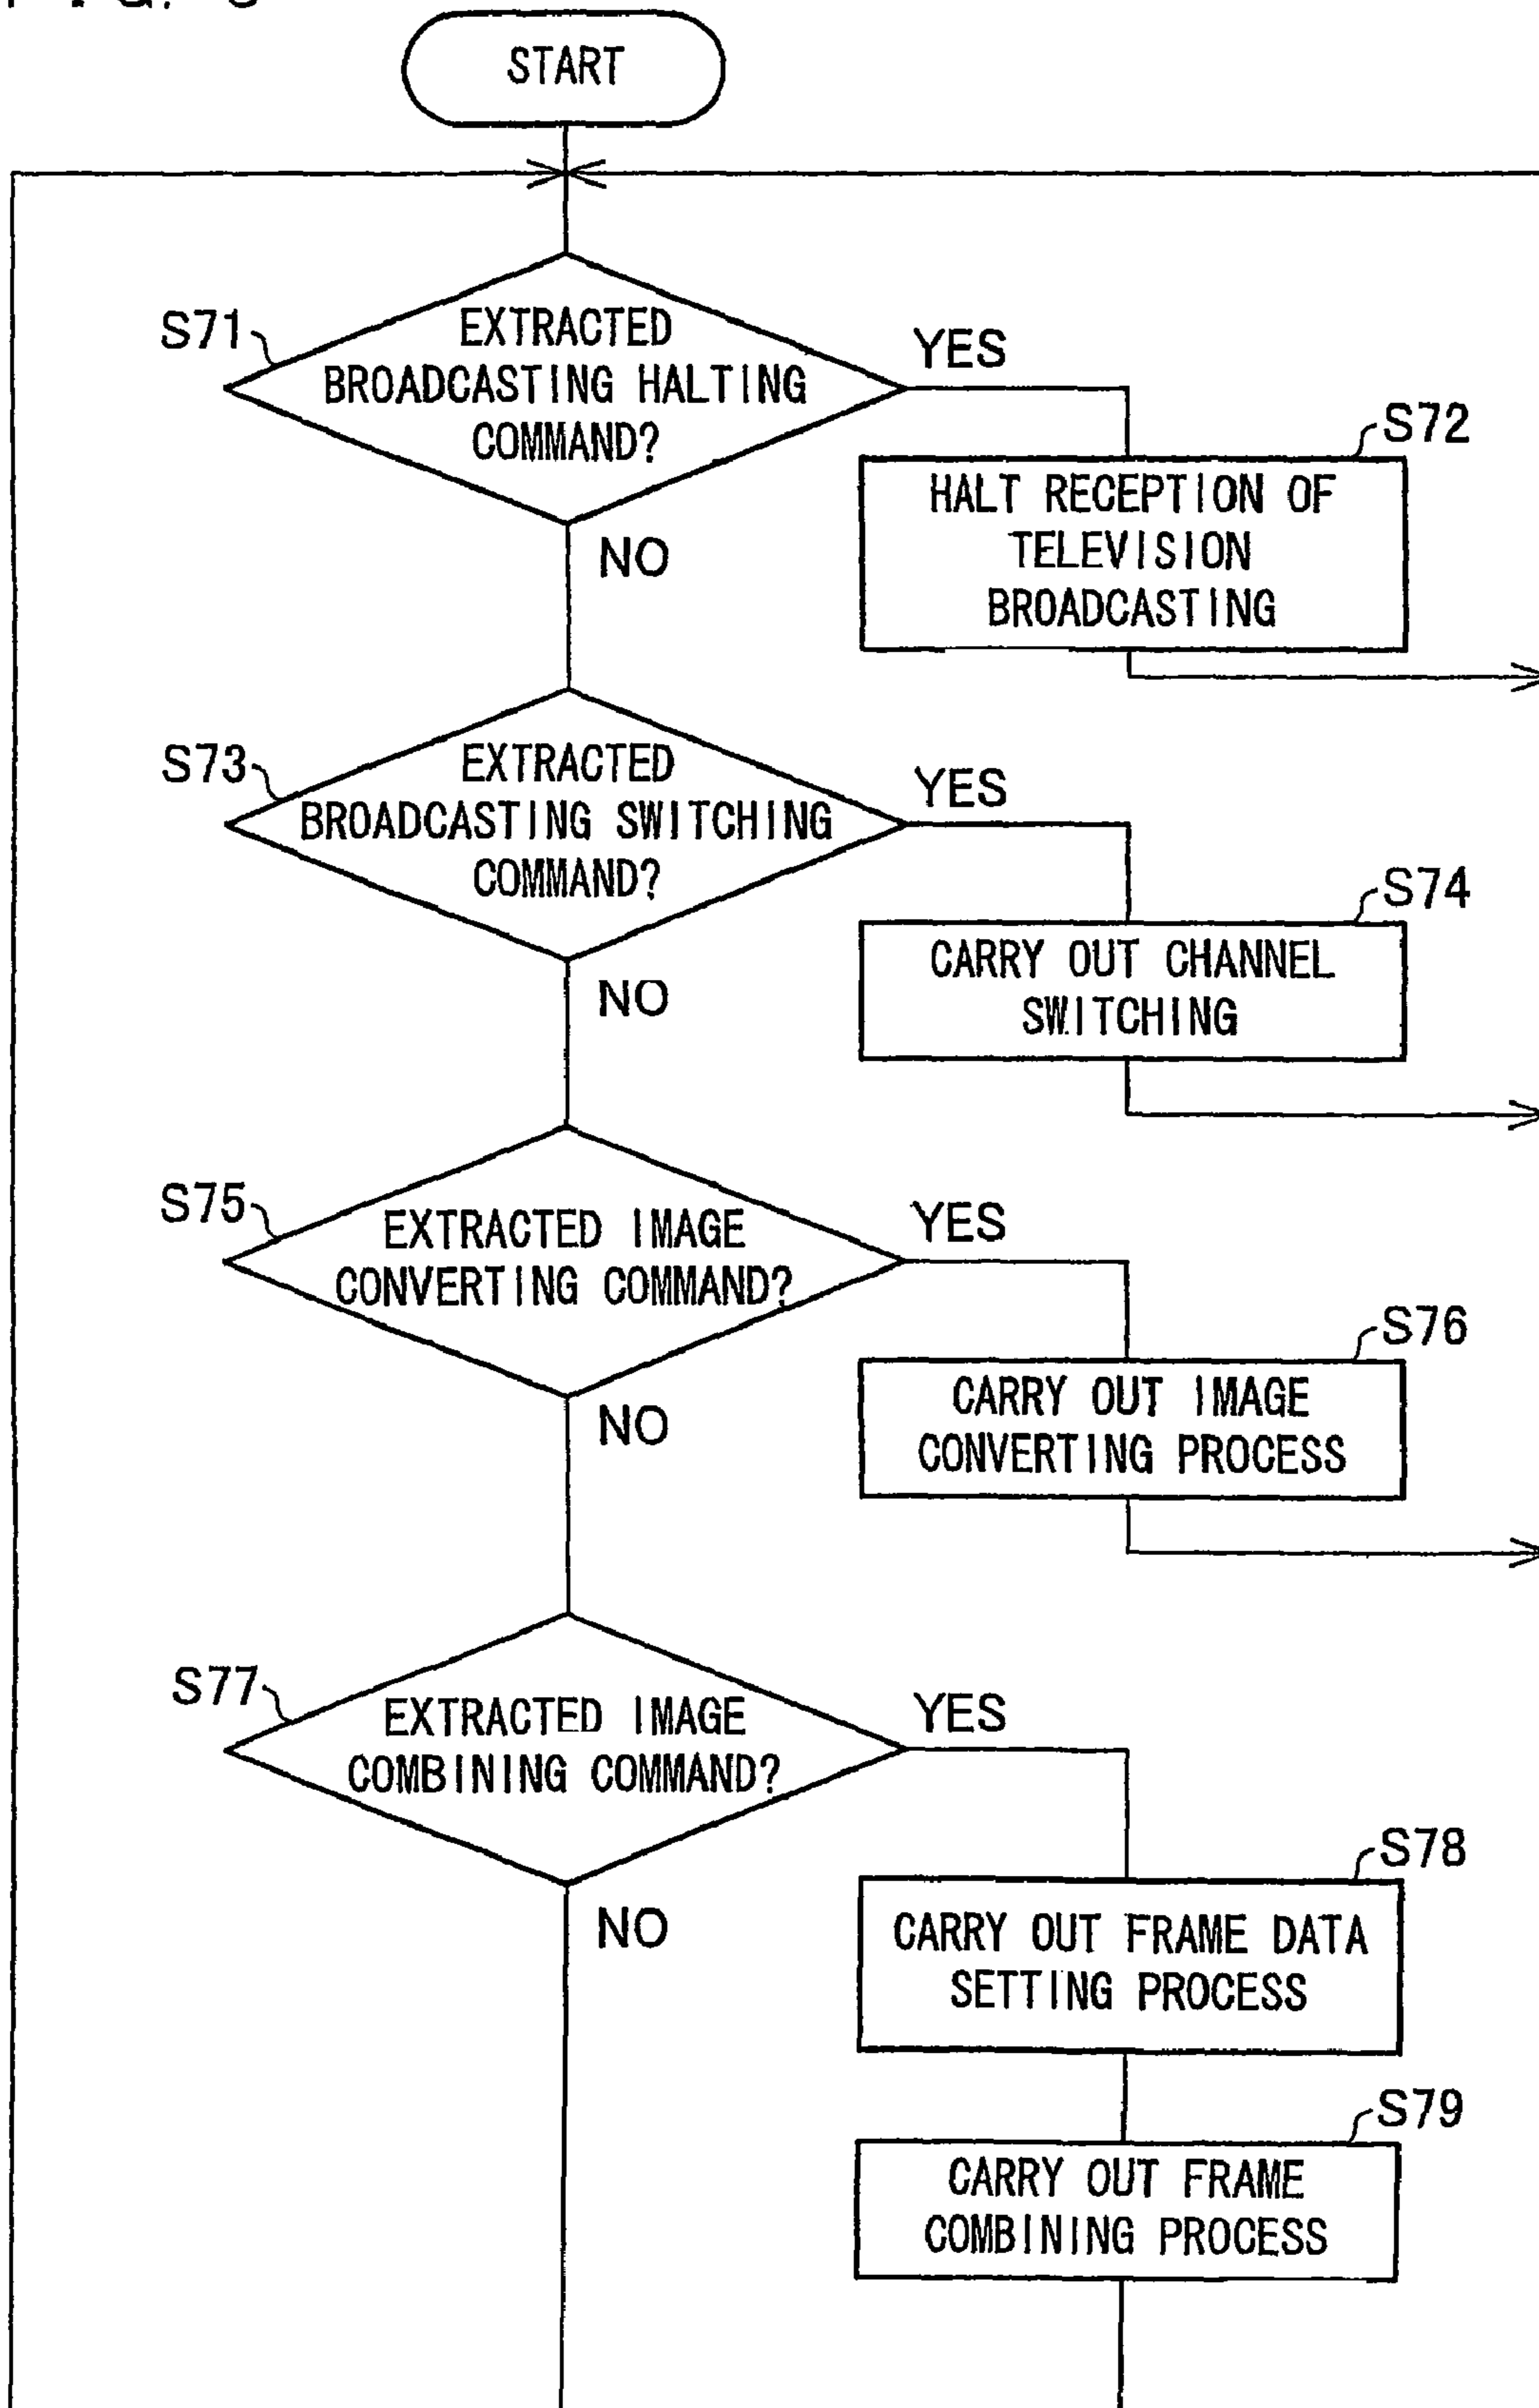 START
S71
EXTRACTED
BROADCASTING HALTING
COMMAND?
YES
NO
S72
HALT RECEPTION OF
TELEVISION
BROADCASTING
S73
EXTRACTED
BROADCASTING SWITCHING
COMMAND?
YES
NO
S74
CARRY OUT CHANNEL
SWITCHING
S75
EXTRACTED IMAGE
CONVERTING COMMAND?
YES
NO
S76
CARRY OUT IMAGE
CONVERTING PROCESS
S77
EXTRACTED IMAGE
COMBINING COMMAND?
YES
NO
S78
CARRY OUT FRAME DATA
SETTING PROCESS
S79
CARRY OUT FRAME
COMBINING PROCESS